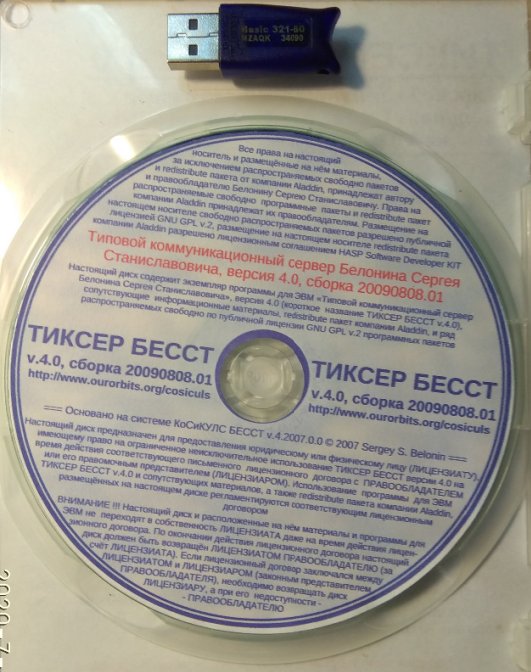 Basic 321-80
MZAQK 34090
Все права на настоящий
носитель и размещённые на нём материалы,
за исключением распространяемых свободно пакетов
и redistribute пакета от компании Aladdin, принадлежат автору
и правообладателю Белонину Сергею Станиславовичу. Права на
распространяемые свободно программные пакеты и redistribute пакет
компании Aladdin принадлежат их правообладателям. Размещение на
настоящем носителе свободно распространяемых пакетов разрешено публичной
лицензией GNU GPL v.2, размещение на настоящем носителе redistribute пакета
компании Aladdin разрешено лицензионным соглашением HASP Software Developer KIT
Типовой коммуникационный сервер Белонина Сергея
Станиславовича, версия 4.0, сборка 20090808.01
Настоящий диск содержит экземпляр программы для ЭВМ «Типовой коммуникационный сервер
Белонина Сергея Станиславовича», версия 4.0 (короткое название ТИКСЕР БЕССТ v.4.0),
сопутствующие информационные материалы, redistribute пакет компании Aladdin, и ряд
распространяемых свободно по публичной лицензии GNU GPL v.2 программных пакетов
ТИКСЕР БЕССТ
v.4.0, сборка 20090808.01
http://www.ourorbits.org/cosiculs
ТИКСЕР БЕССТ
v.4.0, сборка 20090808.01
http://www.ourorbits.org/cosiculs
=== Основано на системе КоСиКУЛС БЕССТ v.4.2007.0.0 © 2007 Sergey S. Belonin ===
Настоящий диск предназначен для предоставления юридическому или физическому лицу (ЛИЦЕНЗИАТУ),
имеющему право на ограниченное неисключительное использование ТИКСЕР БЕССТ версии 4.0 на
время действия соответствующего письменного лицензионного договора с ПРАВООБЛАДАТЕЛЕМ
или его правомочным представителем (ЛИЦЕНЗИАРОМ). Использование программы для ЭВМ
ТИКСЕР БЕССТ v.4.0 и сопутствующих материалов, а также redistribute пакета компании Aladdin,
размещённых на настоящем диске регламентируются соответствующим лицензионным
договором
ВНИМАНИЕ !!! Настоящий диск и расположенные на нём материалы и программы для
ЭВМ не переходят в собственность ЛИЦЕНЗИАТА даже на время действия лицен-
зионного договора. По окончании действия лицензионного договора настоящий
диск должен быть возвращён ЛИЦЕНЗИАТОМ ПРАВООБЛАДАТЕЛЮ (за
счёт ЛИЦЕНЗИАТА). Если лицензионный договор заключался между
ЛИЦЕНЗИАТОМ и ЛИЦЕНЗИАРОМ (законным представителем
ПРАВООБЛАДАТЕЛЯ), необходимо возвращать диск
ЛИЦЕНЗИАРУ, а при его недоступности -
- ПРАВООБЛАДАТЕЛЮ